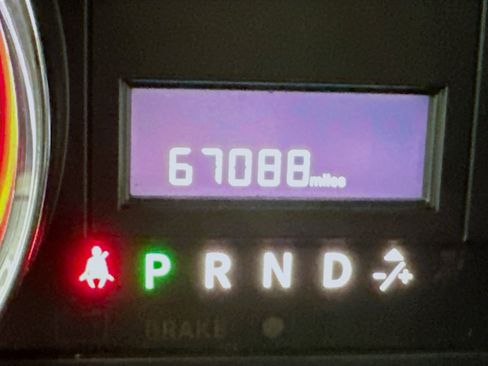 67088 miles
P R N D -/+
BRAKE